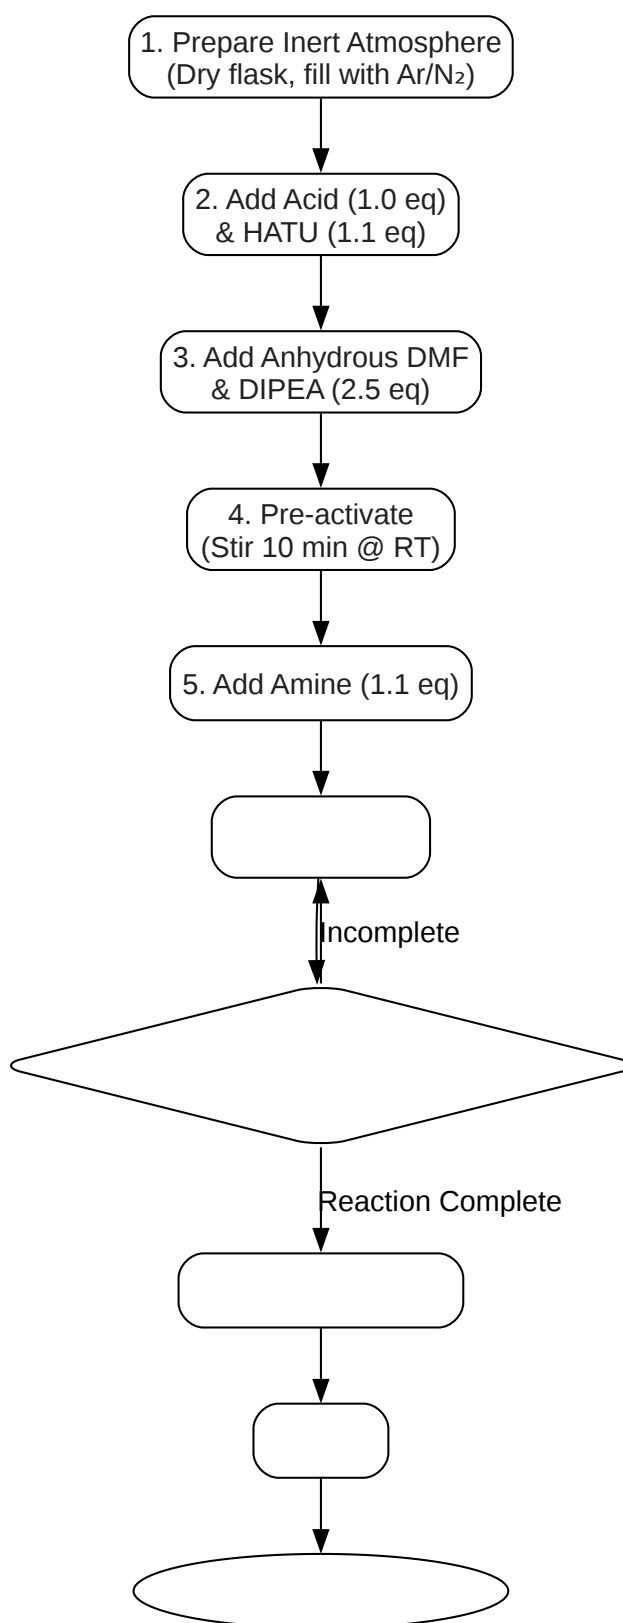 1. Prepare Inert Atmosphere
(Dry flask, fill with Ar/N₂)
2. Add Acid (1.0 eq)
& HATU (1.1 eq)
3. Add Anhydrous DMF
& DIPEA (2.5 eq)
4. Pre-activate
(Stir 10 min @ RT)
5. Add Amine (1.1 eq)
Incomplete
Reaction Complete